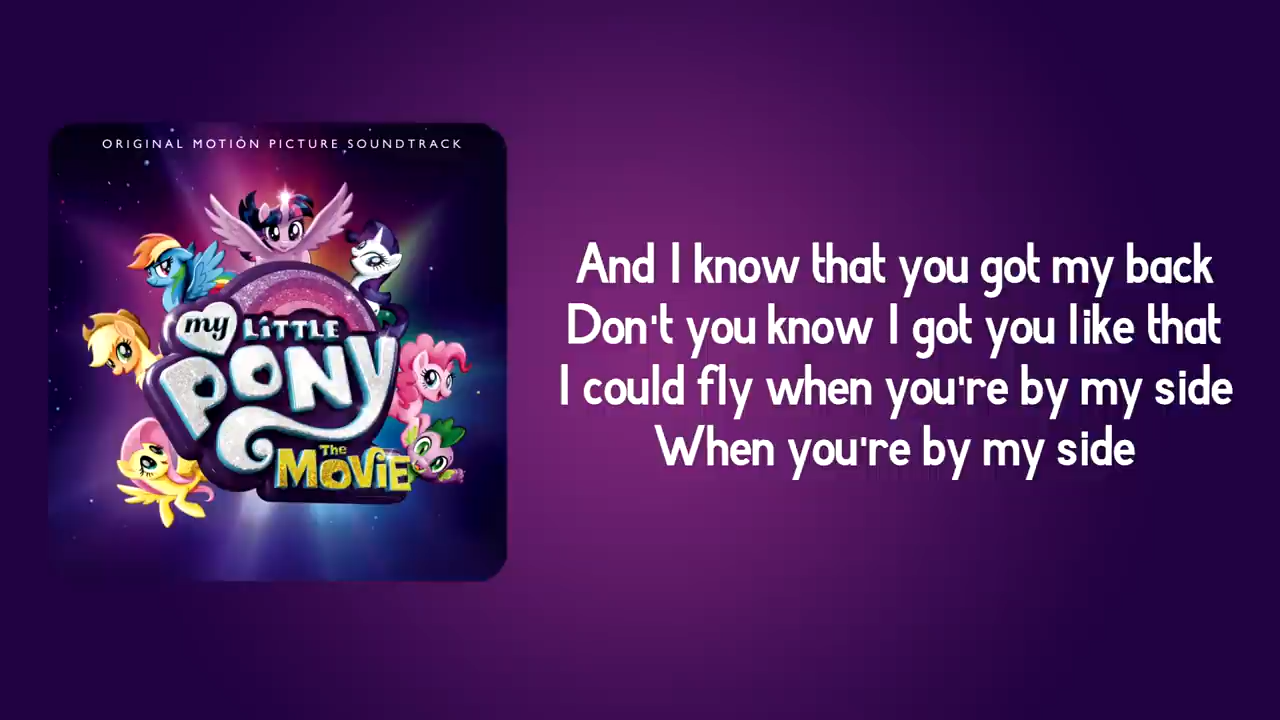 ORIGINAL MOTION PICTURE SOUNDTRACK
my LITTLE
PONY
The
MOVIE
And I know that you got my back
Don't you know I got you like that
I could fly when you're by my side
When you're by my side